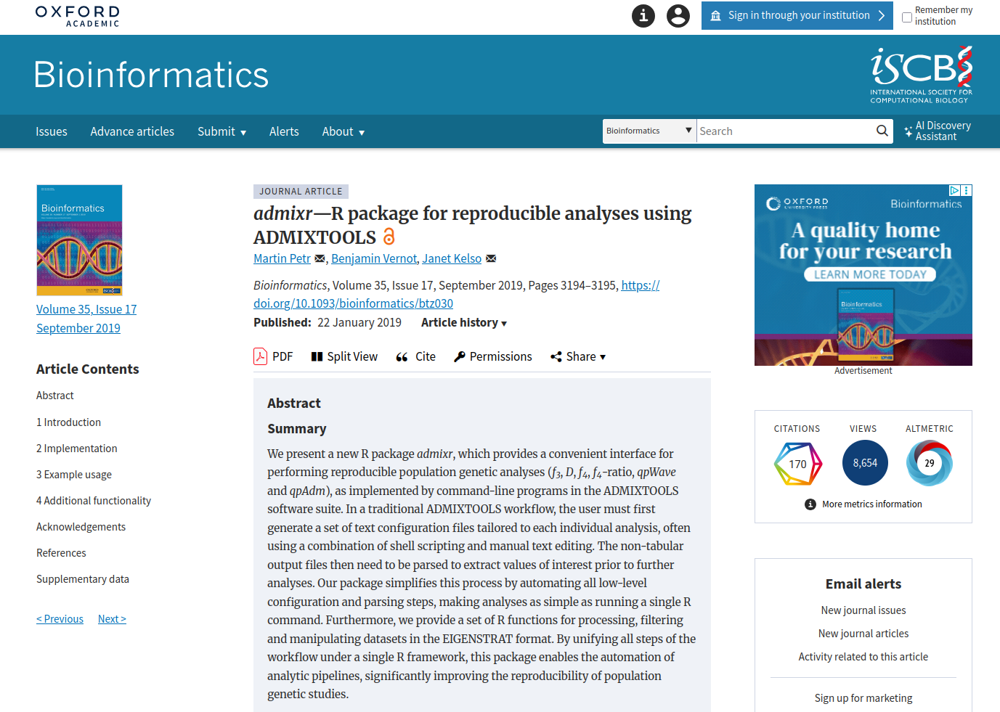 OXFORD
ACADEMIC
Sign in through your institution
Remember my
institution
Bioinformatics
iSCB
INTERNATIONAL SOCIETY FOR
COMPUTATIONAL BIOLOGY
Issues
Advance articles
Submit
Alerts
About
Bioinformatics
Search
AI Discovery
Assistant
Bioinformatics
Volume 35, Issue 17
September 2019
Article Contents
Abstract
1 Introduction
2 Implementation
3 Example usage
4 Additional functionality
Acknowledgements
References
Supplementary data
< Previous
Next >
JOURNAL ARTICLE
admixr—R package for reproducible analyses using
ADMIXTOOLS
Martin Petr, Benjamin Vernot, Janet Kelso
Bioinformatics, Volume 35, Issue 17, September 2019, Pages 3194–3195, https://
doi.org/10.1093/bioinformatics/btz030
Published: 22 January 2019 Article history
PDF
Split View
Cite
Permissions
Share
Abstract
Summary
We present a new R package admixr, which provides a convenient interface for
performing reproducible population genetic analyses (f3, D, f4, f4-ratio, qpWave
and qpAdm), as implemented by command-line programs in the ADMIXTOOLS
software suite. In a traditional ADMIXTOOLS workflow, the user must first
generate a set of text configuration files tailored to each individual analysis, often
using a combination of shell scripting and manual text editing. The non-tabular
output files then need to be parsed to extract values of interest prior to further
analyses. Our package simplifies this process by automating all low-level
configuration and parsing steps, making analyses as simple as running a single R
command. Furthermore, we provide a set of R functions for processing, filtering
and manipulating datasets in the EIGENSTRAT format. By unifying all steps of the
workflow under a single R framework, this package enables the automation of
analytic pipelines, significantly improving the reproducibility of population
genetic studies.
OXFORD
UNIVERSITY PRESS
Bioinformatics
A quality home
for your research
LEARN MORE TODAY
Bioinformatics
Advertisement
CITATIONS
VIEWS
ALTMETRIC
170
8,654
29
More metrics information
Email alerts
New journal issues
New journal articles
Activity related to this article
Sign up for marketing